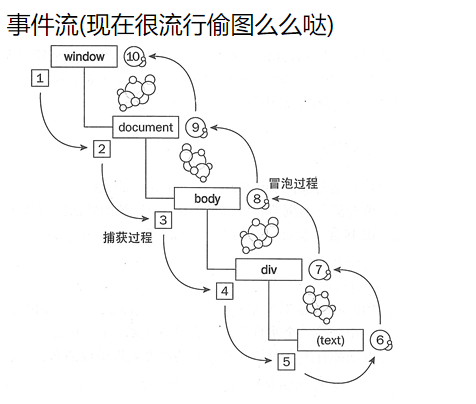 事件流(现在很流行偷图么么哒)
window
10
1
document
9
2
冒泡过程
body
8
3
捕获过程
div
7
4
(text)
6
5